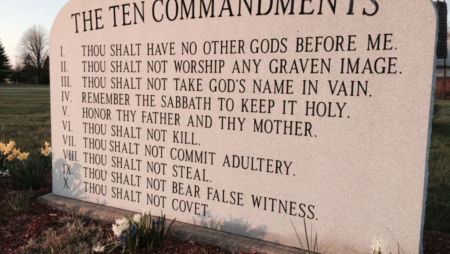 THE TEN COMMANDMENTS
I. THOU SHALT HAVE NO OTHER GODS BEFORE ME.
II. THOU SHALT NOT WORSHIP ANY GRAVEN IMAGE.
III. THOU SHALT NOT TAKE GOD'S NAME IN VAIN.
IV. REMEMBER THE SABBATH TO KEEP IT HOLY.
V. HONOR THY FATHER AND THY MOTHER.
VI. THOU SHALT NOT KILL.
VII. THOU SHALT NOT COMMIT ADULTERY.
VIII. THOU SHALT NOT STEAL.
IX. THOU SHALT NOT BEAR FALSE WITNESS.
X. THOU SHALT NOT COVET.